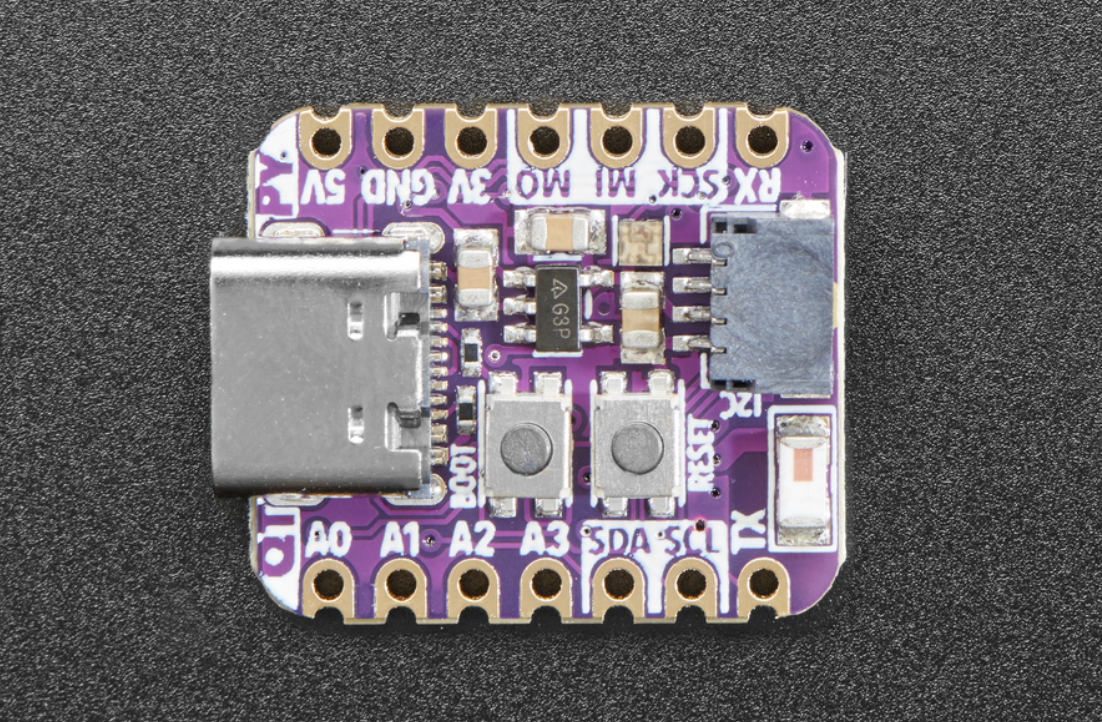 5V GND 3V MO MI SCK RX
QT PY
G3P
I2C
BOOT
RESET
TX
A0 A1 A2 A3 SDA SCL